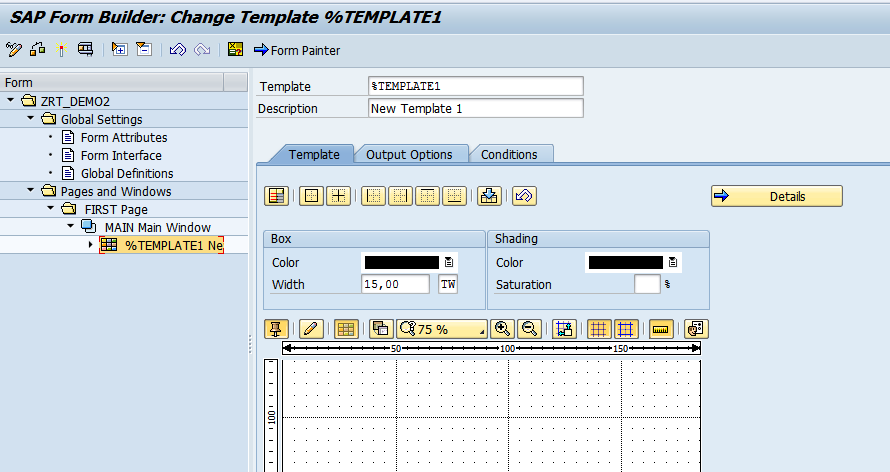 SAP Form Builder: Change Template %TEMPLATE1
Form Painter
Form
ZRT_DEMO2
Global Settings
Form Attributes
Form Interface
Global Definitions
Pages and Windows
FIRST Page
MAIN Main Window
%TEMPLATE1 Ne
Template %TEMPLATE1
Description New Template 1
Template Output Options Conditions
Details
Box Shading
Color Color
Width 15,00 TW Saturation %
75 %
50 100 150
100